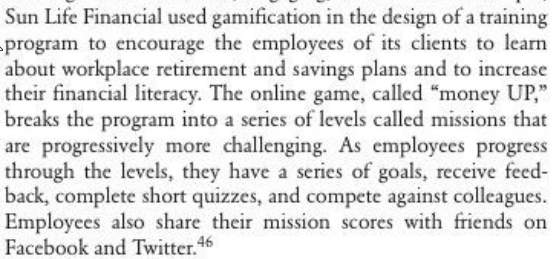 Sun Life Financial used gamification in the design of a training
program to encourage the employees of its clients to learn
about workplace retirement and savings plans and to increase
their financial literacy. The online game, called “money UP,”
breaks the program into a series of levels called missions that
are progressively more challenging. As employees progress
through the levels, they have a series of goals, receive feed-
back, complete short quizzes, and compete against colleagues.
Employees also share their mission scores with friends on
Facebook and Twitter.46